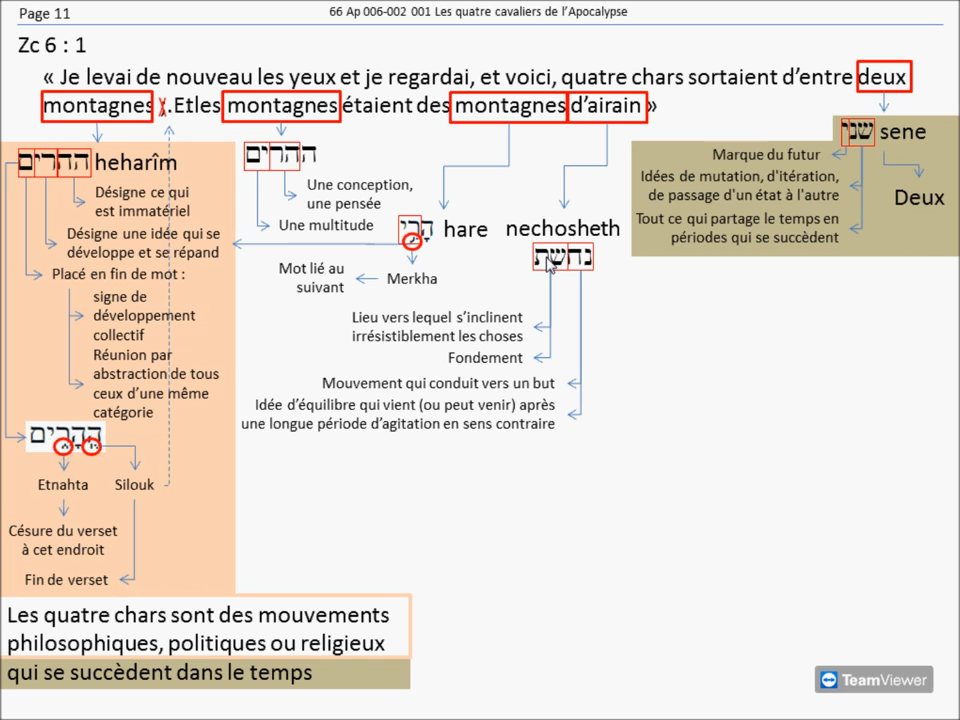 Page 11
66 Ap 006-002 001 Les quatre cavaliers de l'Apocalypse
Zc 6 : 1
« Je levai de nouveau les yeux et je regardai, et voici, quatre chars sortaient d'entre deux
montagnes ; . Et les montagnes étaient des montagnes d'airain »
שני sene
Marque du futur
Idées de mutation, d'itération,
de passage d'un état à l'autre
Tout ce qui partage le temps en
périodes qui se succèdent
Deux
ההרים heharîm
Désigne ce qui
est immatériel
Désigne une idée qui se
développe et se répand
Placé en fin de mot :
signe de
développement
collectif
Réunion par
abstraction de tous
ceux d'une même
catégorie
הֶהָרִים
Etnahta
Silouk
Césure du verset
à cet endroit
Fin de verset
ההרים
Une conception,
une pensée
Une multitude
הָרֵי hare
Merkha
Mot lié au
suivant
nechosheth
נחשת
Lieu vers lequel s'inclinent
irrésistiblement les choses
Fondement
Mouvement qui conduit vers un but
Idée d'équilibre qui vient (ou peut venir) après
une longue période d'agitation en sens contraire
Les quatre chars sont des mouvements
philosophiques, politiques ou religieux
qui se succèdent dans le temps
TeamViewer